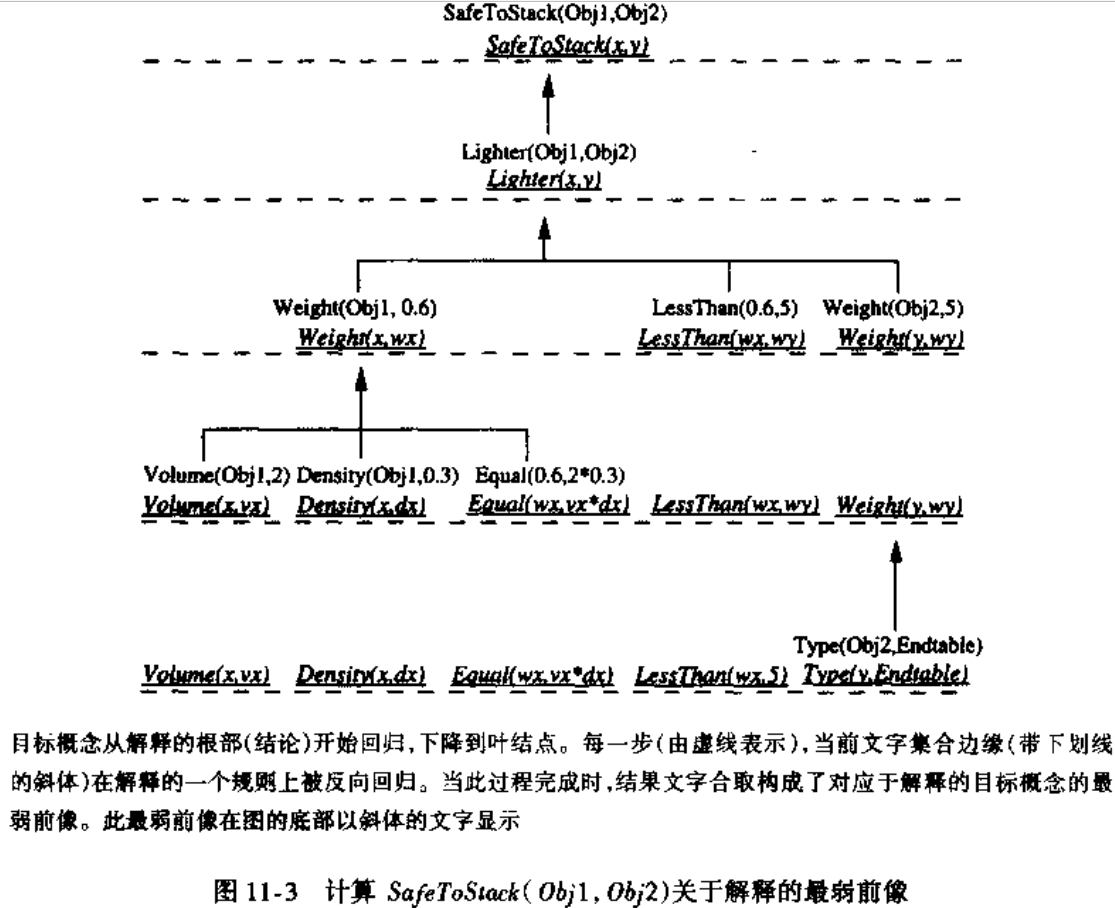 SafeToStack(Obj1,Obj2)
SafeToStack(x,y)
Lighter(Obj1,Obj2)
Lighter(x,y)
Weight(Obj1, 0.6) LessThan(0.6,5) Weight(Obj2,5)
Weight(x,wx) LessThan(wx,wy) Weight(y,wy)
Volume(Obj1,2) Density(Obj1,0.3) Equal(0.6,2*0.3)
Volume(x,vx) Density(x,dx) Equal(wx,vx*dx) LessThan(wx,wy) Weight(y,wy)
Type(Obj2,Endtable)
Volume(x,vx) Density(x,dx) Equal(wx,vx*dx) LessThan(wx,5) Type(y,Endtable)
目标概念从解释的根部(结论)开始回归,下降到叶结点。每一步(由虚线表示),当前文字集合边缘(带下划线
的斜体)在解释的一个规则上被反向回归。当此过程完成时,结果文字合取构成了对应于解释的目标概念的最
弱前像。此最弱前像在图的底部以斜体的文字显示
图 11-3 计算 SafeToStack( Obj1, Obj2)关于解释的最弱前像